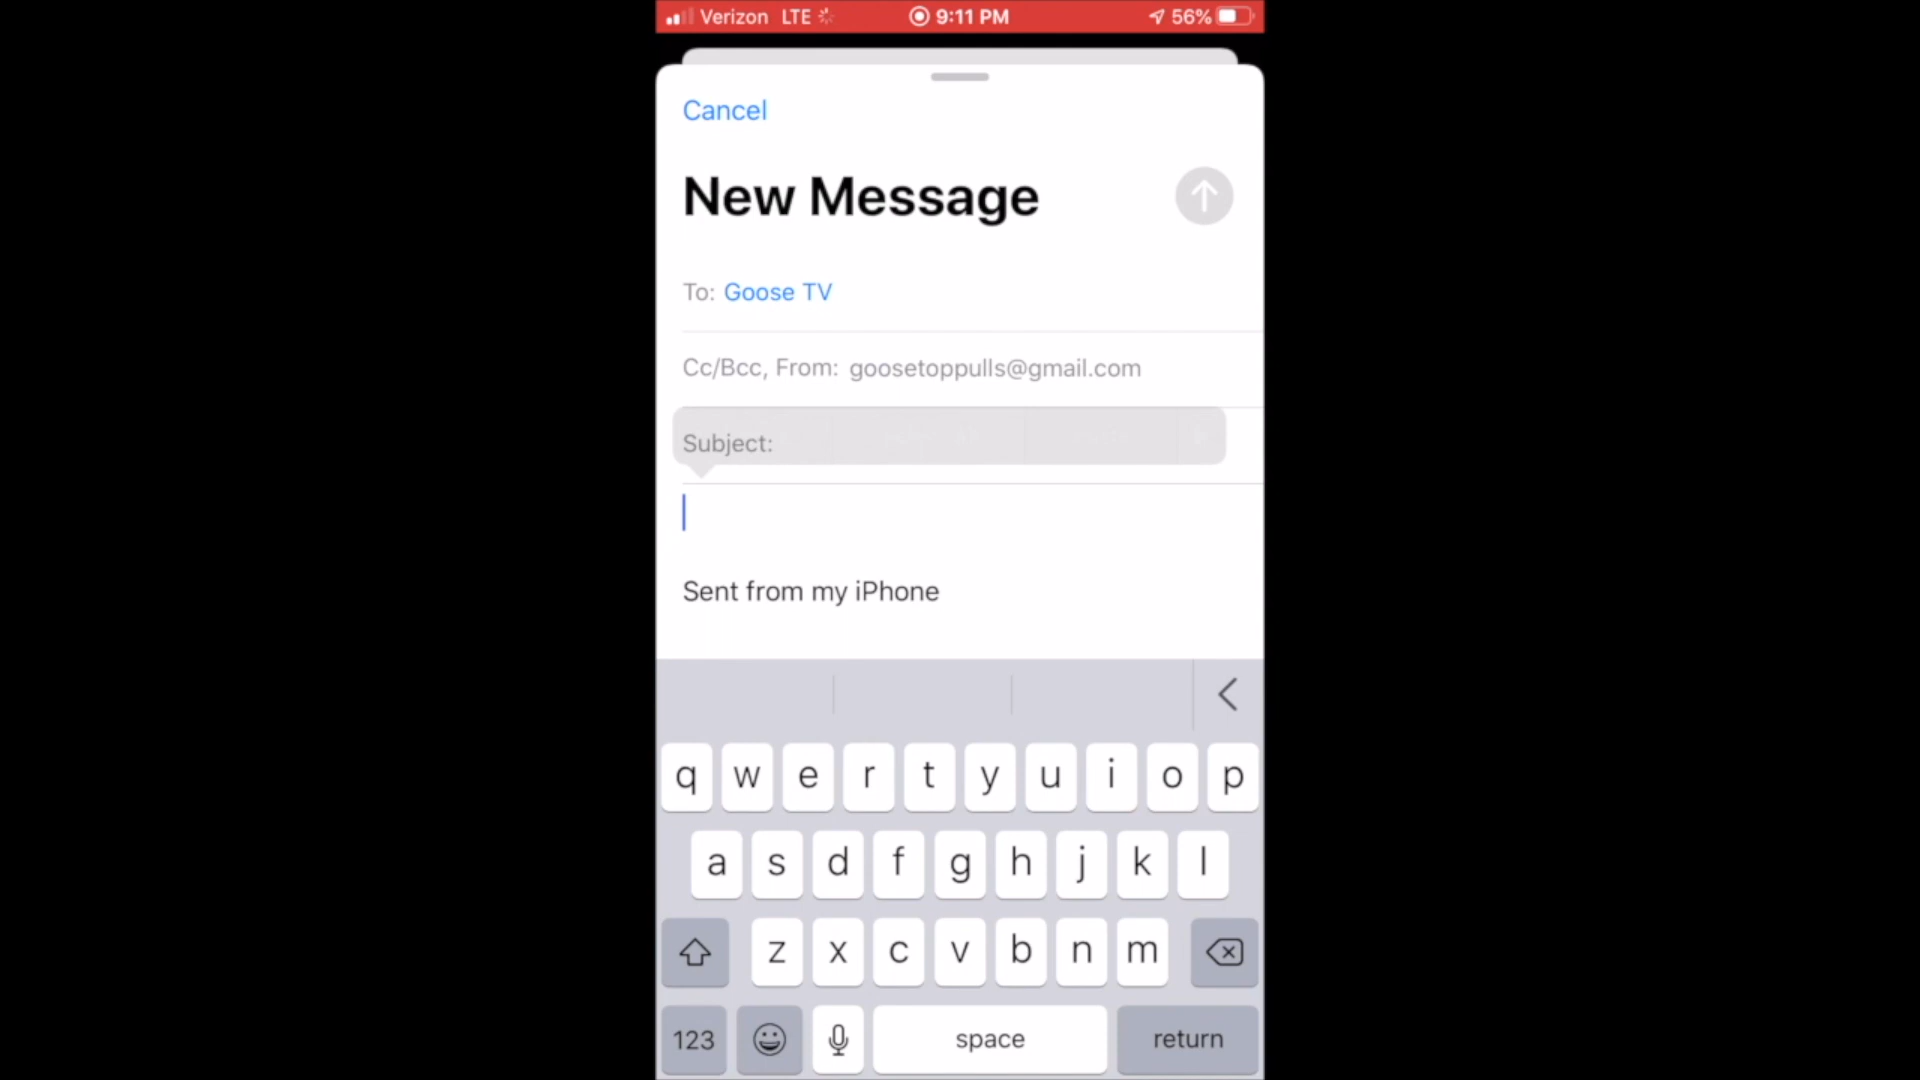 Verizon LTE 9:11 PM 56%
Cancel
New Message
To: Goose TV
Cc/Bcc, From: goosetoppulls@gmail.com
Subject:
Sent from my iPhone
q w e r t y u i o p
a s d f g h j k l
z x c v b n m
123 space return